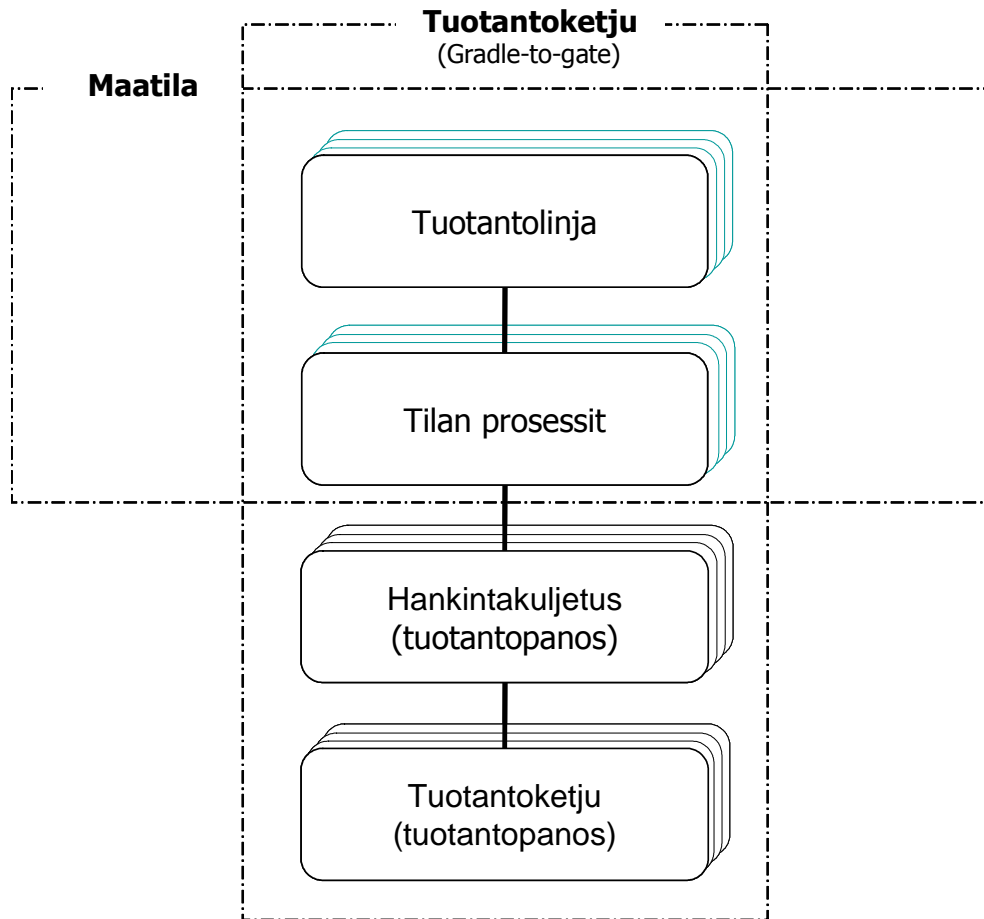 Tuotantoketju
(Gradle-to-gate)
Maatila
Tuotantolinja
Tilan prosessit
Hankintakuljetus
(tuotantopanos)
Tuotantoketju
(tuotantopanos)